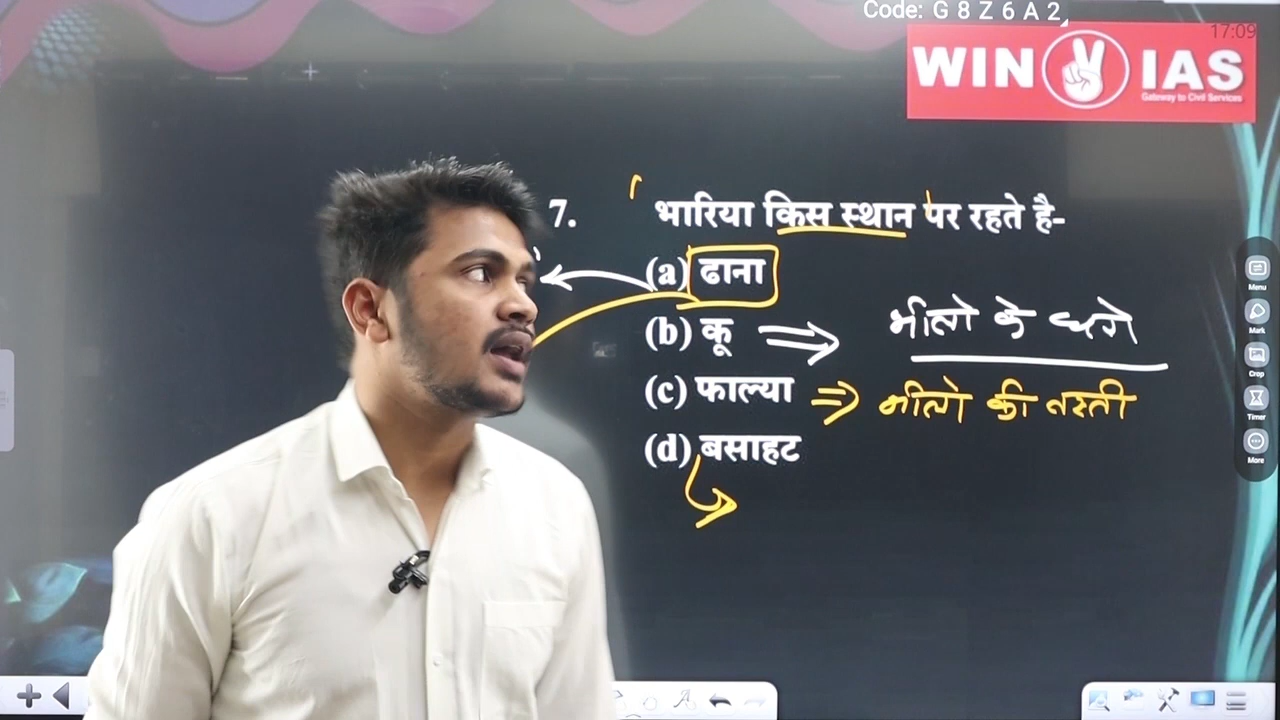 Code: G 8 Z 6 A 2
17:09
WIN IAS
Gateway to Civil Services
7. भारिया किस स्थान पर रहते है-
(a) ढाना
(b) कू ⇒ भीलो के घरो
(c) फाल्या ⇒ भीलो की बस्ती
(d) बसाहट
Menu
Mark
Crop
Timer
More